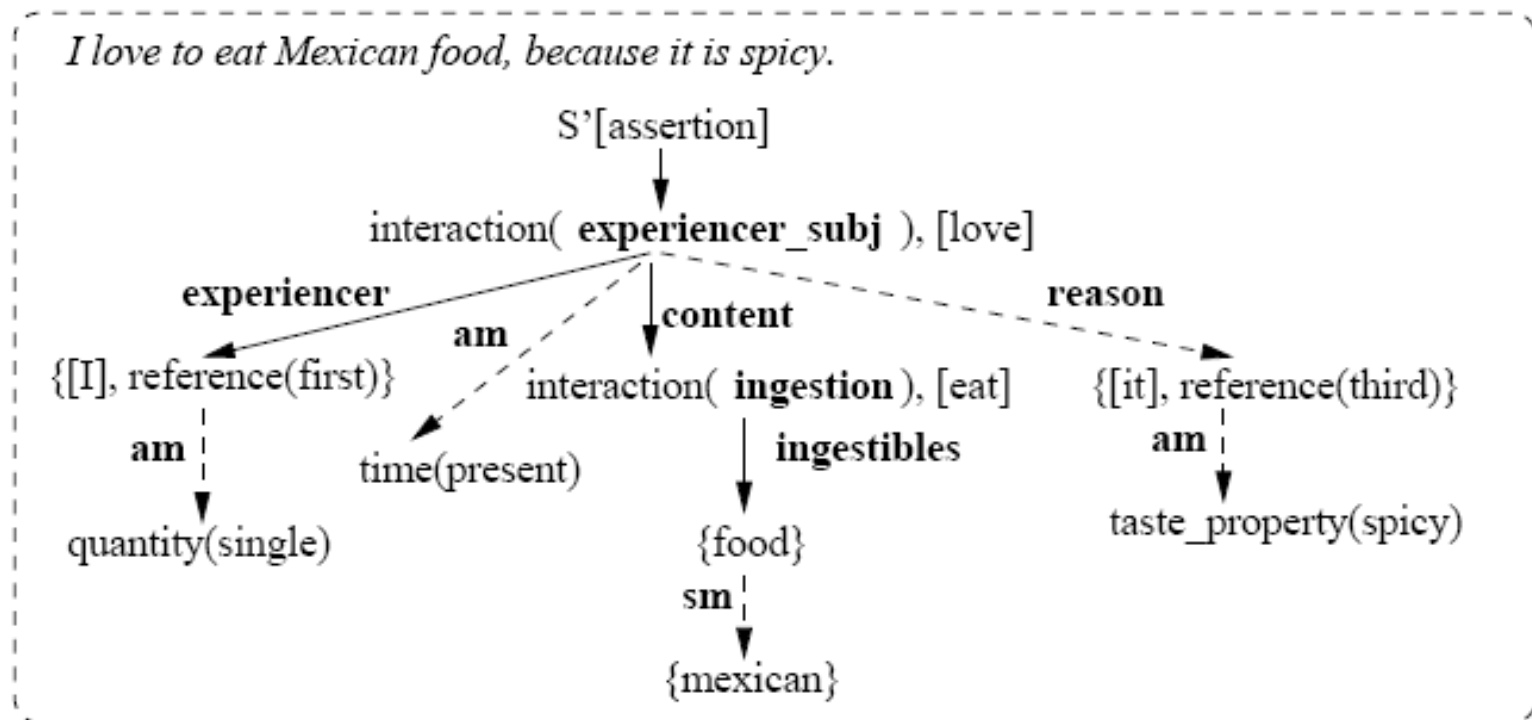 I love to eat Mexican food, because it is spicy.
S’[assertion]
interaction( experiencer_subj ), [love]
experiencer
reason
am
content
{[I], reference(first)}
interaction( ingestion ), [eat]
{[it], reference(third)}
am
time(present)
ingestibles
am
quantity(single)
{food}
taste_property(spicy)
sm
{mexican}